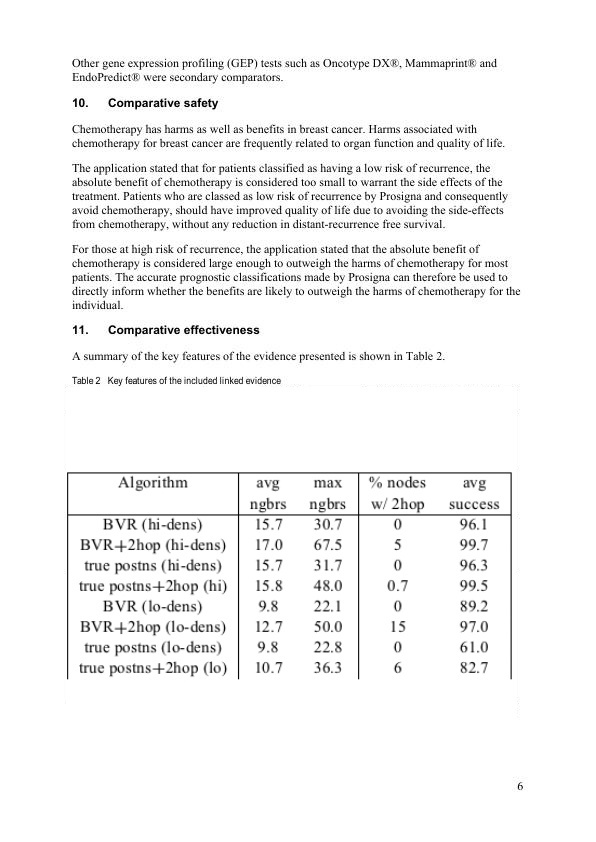 Other gene expression profiling (GEP) tests such as Oncotype DX®, Mammaprint® and
EndoPredict® were secondary comparators.
10. Comparative safety
Chemotherapy has harms as well as benefits in breast cancer. Harms associated with
chemotherapy for breast cancer are frequently related to organ function and quality of life.
The application stated that for patients classified as having a low risk of recurrence, the
absolute benefit of chemotherapy is considered too small to warrant the side effects of the
treatment. Patients who are classed as low risk of recurrence by Prosigna and consequently
avoid chemotherapy, should have improved quality of life due to avoiding the side-effects
from chemotherapy, without any reduction in distant-recurrence free survival.
For those at high risk of recurrence, the application stated that the absolute benefit of
chemotherapy is considered large enough to outweigh the harms of chemotherapy for most
patients. The accurate prognostic classifications made by Prosigna can therefore be used to
directly inform whether the benefits are likely to outweigh the harms of chemotherapy for the
individual.
11. Comparative effectiveness
A summary of the key features of the evidence presented is shown in Table 2.
Table 2 Key features of the included linked evidence
Algorithm avg max % nodes avg
ngbrs ngbrs w/ 2hop success
BVR (hi-dens) 15.7 30.7 0 96.1
BVR+2hop (hi-dens) 17.0 67.5 5 99.7
true postns (hi-dens) 15.7 31.7 0 96.3
true postns+2hop (hi) 15.8 48.0 0.7 99.5
BVR (lo-dens) 9.8 22.1 0 89.2
BVR+2hop (lo-dens) 12.7 50.0 15 97.0
true postns (lo-dens) 9.8 22.8 0 61.0
true postns+2hop (lo) 10.7 36.3 6 82.7
6